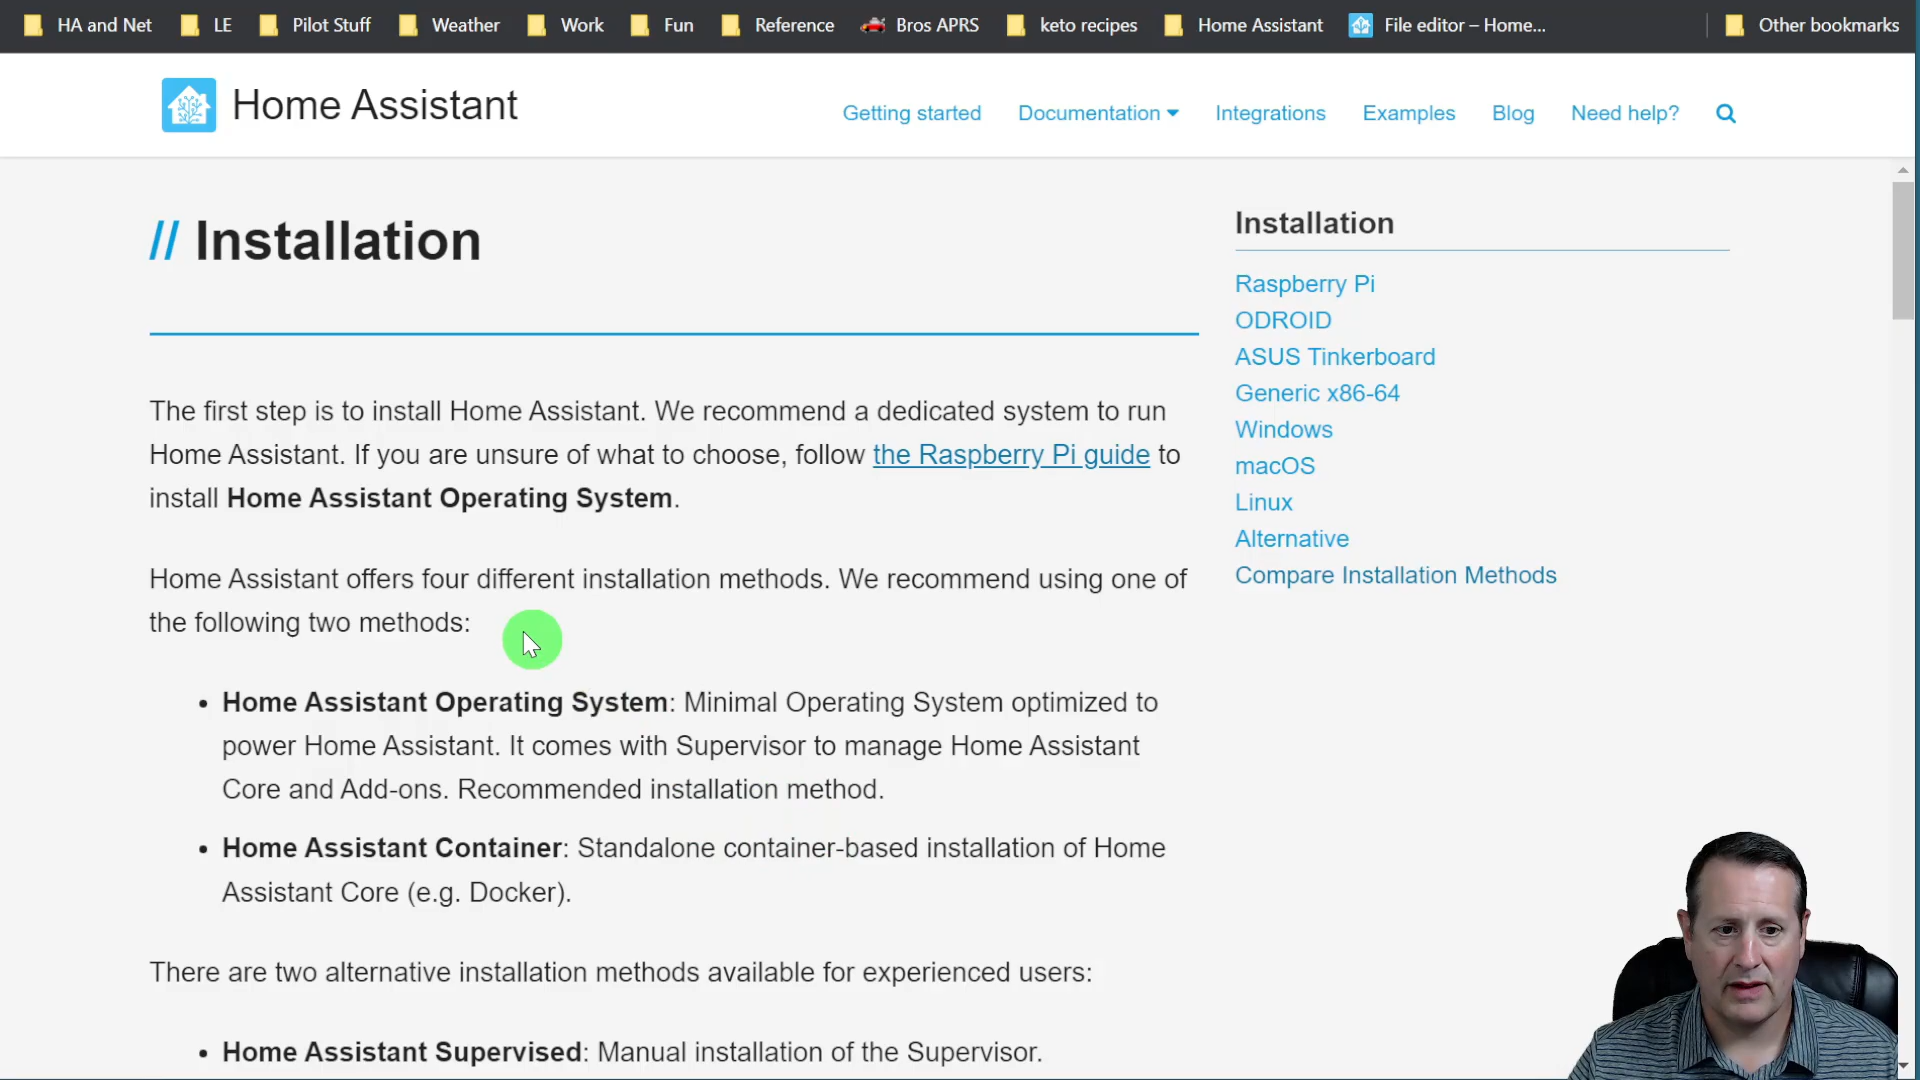 HA and Net LE Pilot Stuff Weather Work Fun Reference Bros APRS keto recipes Home Assistant File editor – Home... Other bookmarks
Home Assistant
Getting started Documentation Integrations Examples Blog Need help?
// Installation
The first step is to install Home Assistant. We recommend a dedicated system to run
Home Assistant. If you are unsure of what to choose, follow the Raspberry Pi guide to
install Home Assistant Operating System.
Home Assistant offers four different installation methods. We recommend using one of
the following two methods:
• Home Assistant Operating System: Minimal Operating System optimized to
power Home Assistant. It comes with Supervisor to manage Home Assistant
Core and Add-ons. Recommended installation method.
• Home Assistant Container: Standalone container-based installation of Home
Assistant Core (e.g. Docker).
There are two alternative installation methods available for experienced users:
• Home Assistant Supervised: Manual installation of the Supervisor.
Installation
Raspberry Pi
ODROID
ASUS Tinkerboard
Generic x86-64
Windows
macOS
Linux
Alternative
Compare Installation Methods